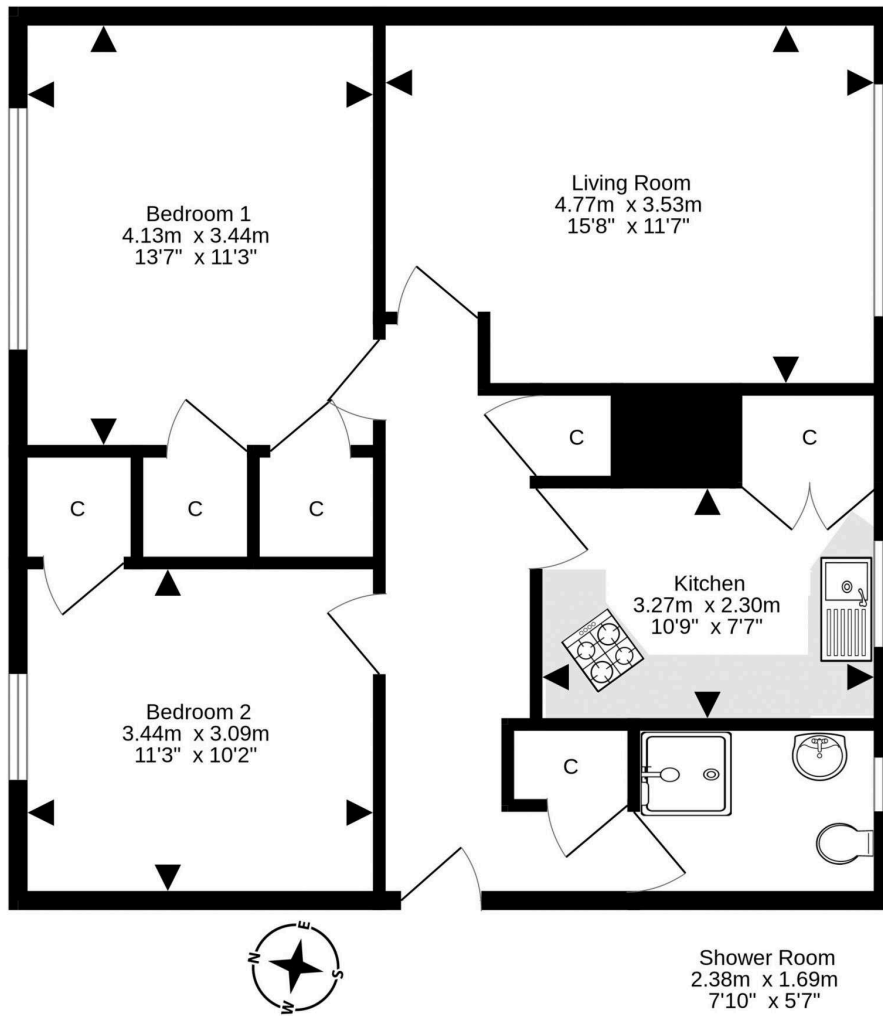 Bedroom 1
4.13m x 3.44m
13'7" x 11'3"
Living Room
4.77m x 3.53m
15'8" x 11'7"
C
C
C
C
C
Kitchen
3.27m x 2.30m
10'9" x 7'7"
Bedroom 2
3.44m x 3.09m
11'3" x 10'2"
C
N
E
S
W
Shower Room
2.38m x 1.69m
7'10" x 5'7"